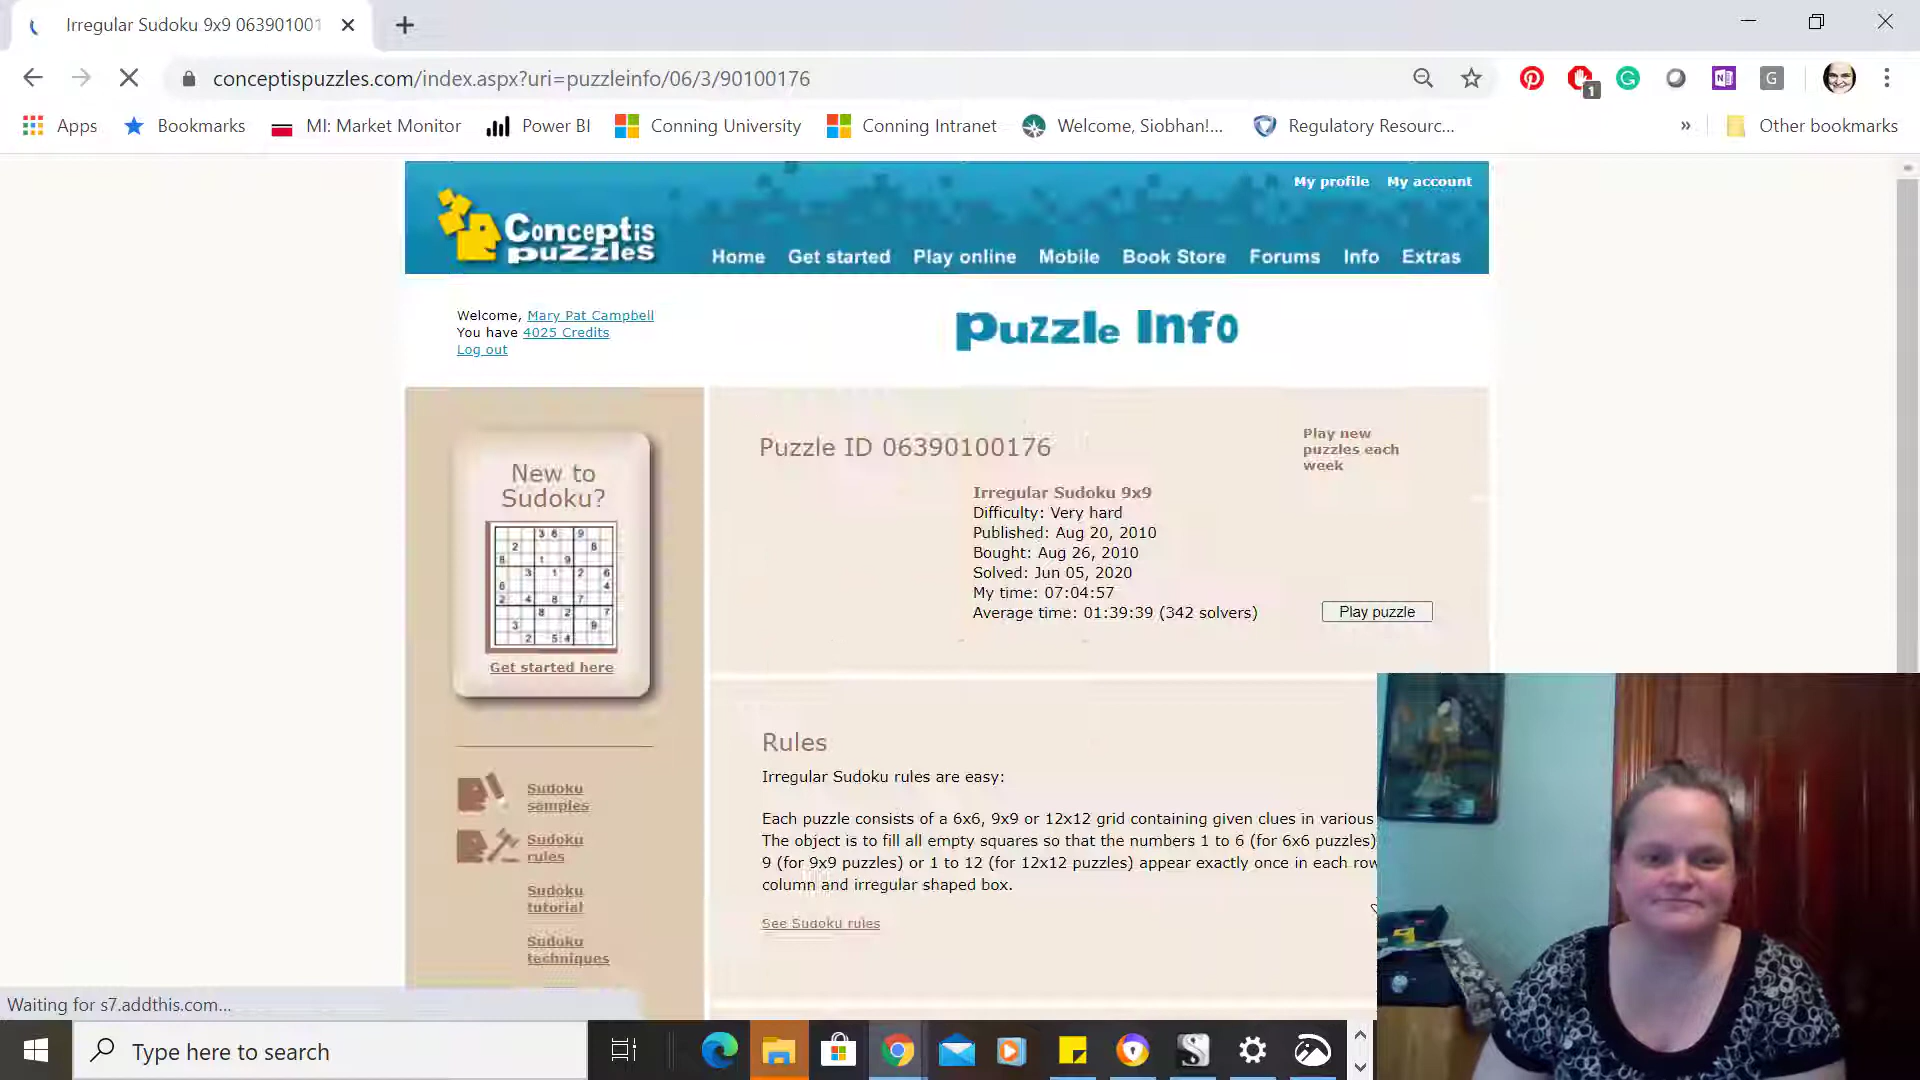 Irregular Sudoku 9x9 063901001
conceptispuzzles.com/index.aspx?uri=puzzleinfo/06/3/90100176
1
G
Apps
Bookmarks
MI: Market Monitor
Power BI
Conning University
Conning Intranet
Welcome, Siobhan!...
Regulatory Resourc...
»
Other bookmarks
My profile
My account
Conceptis
puzzles
Home
Get started
Play online
Mobile
Book Store
Forums
Info
Extras
Welcome, Mary Pat Campbell
You have 4025 Credits
Log out
Puzzle Info
New to
Sudoku?
Get started here
Sudoku
samples
Sudoku
rules
Sudoku
tutorial
Sudoku
techniques
Puzzle ID 06390100176
Play new
puzzles each
week
Irregular Sudoku 9x9
Difficulty: Very hard
Published: Aug 20, 2010
Bought: Aug 26, 2010
Solved: Jun 05, 2020
My time: 07:04:57
Average time: 01:39:39 (342 solvers)
Play puzzle
Rules
Irregular Sudoku rules are easy:
Each puzzle consists of a 6x6, 9x9 or 12x12 grid containing given clues in various
The object is to fill all empty squares so that the numbers 1 to 6 (for 6x6 puzzles)
9 (for 9x9 puzzles) or 1 to 12 (for 12x12 puzzles) appear exactly once in each row
column and irregular shaped box.
See Sudoku rules
Waiting for s7.addthis.com...
Type here to search